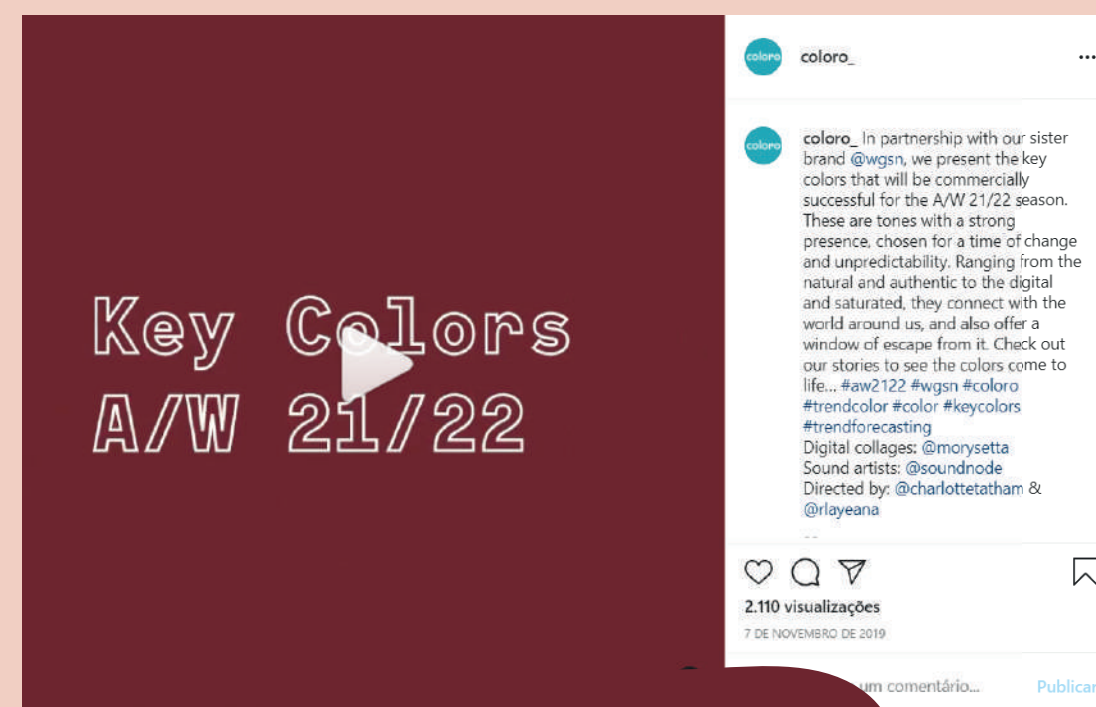 Key Colors
A/W 21/22
coloro
coloro_
...
coloro
coloro_ In partnership with our sister
brand @wgsn, we present the key
colors that will be commercially
successful for the A/W 21/22 season.
These are tones with a strong
presence, chosen for a time of change
and unpredictability. Ranging from the
natural and authentic to the digital
and saturated, they connect with the
world around us, and also offer a
window of escape from it. Check out
our stories to see the colors come to
life... #aw2122 #wgsn #coloro
#trendcolor #color #keycolors
#trendforecasting
Digital collages: @morysetta
Sound artists: @soundnode
Directed by: @charlottetatham &
@rlayeana
2.110 visualizações
7 DE NOVEMBRO DE 2019
um comentário... Publicar